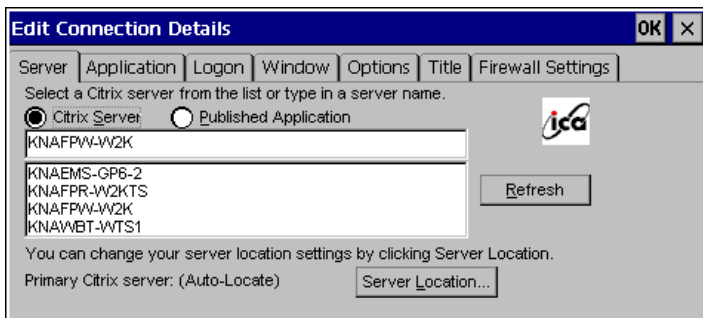 Edit Connection Details OK ×
Server Application Logon Window Options Title Firewall Settings
Select a Citrix server from the list or type in a server name.
Citrix Server Published Application
ica
KNAFPW-W2K
KNAEMS-GP6-2
KNAFPR-W2KTS
KNAFPW-W2K
KNAWBT-WTS1
Refresh
You can change your server location settings by clicking Server Location.
Primary Citrix server: (Auto-Locate) Server Location...